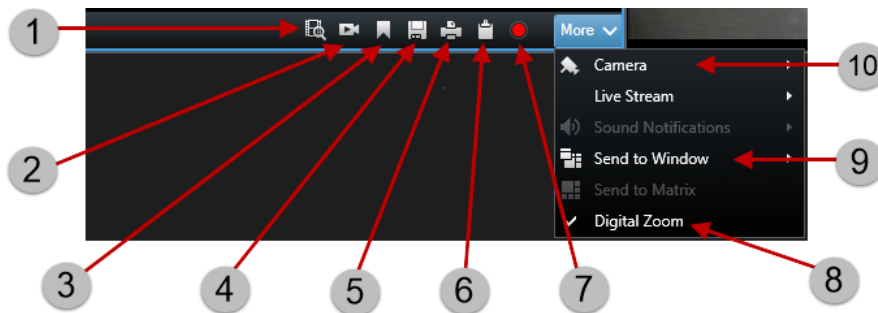 1
More
Camera
10
Live Stream
Sound Notifications
2
Send to Window
9
Send to Matrix
Digital Zoom
3
4
5
6
7
8